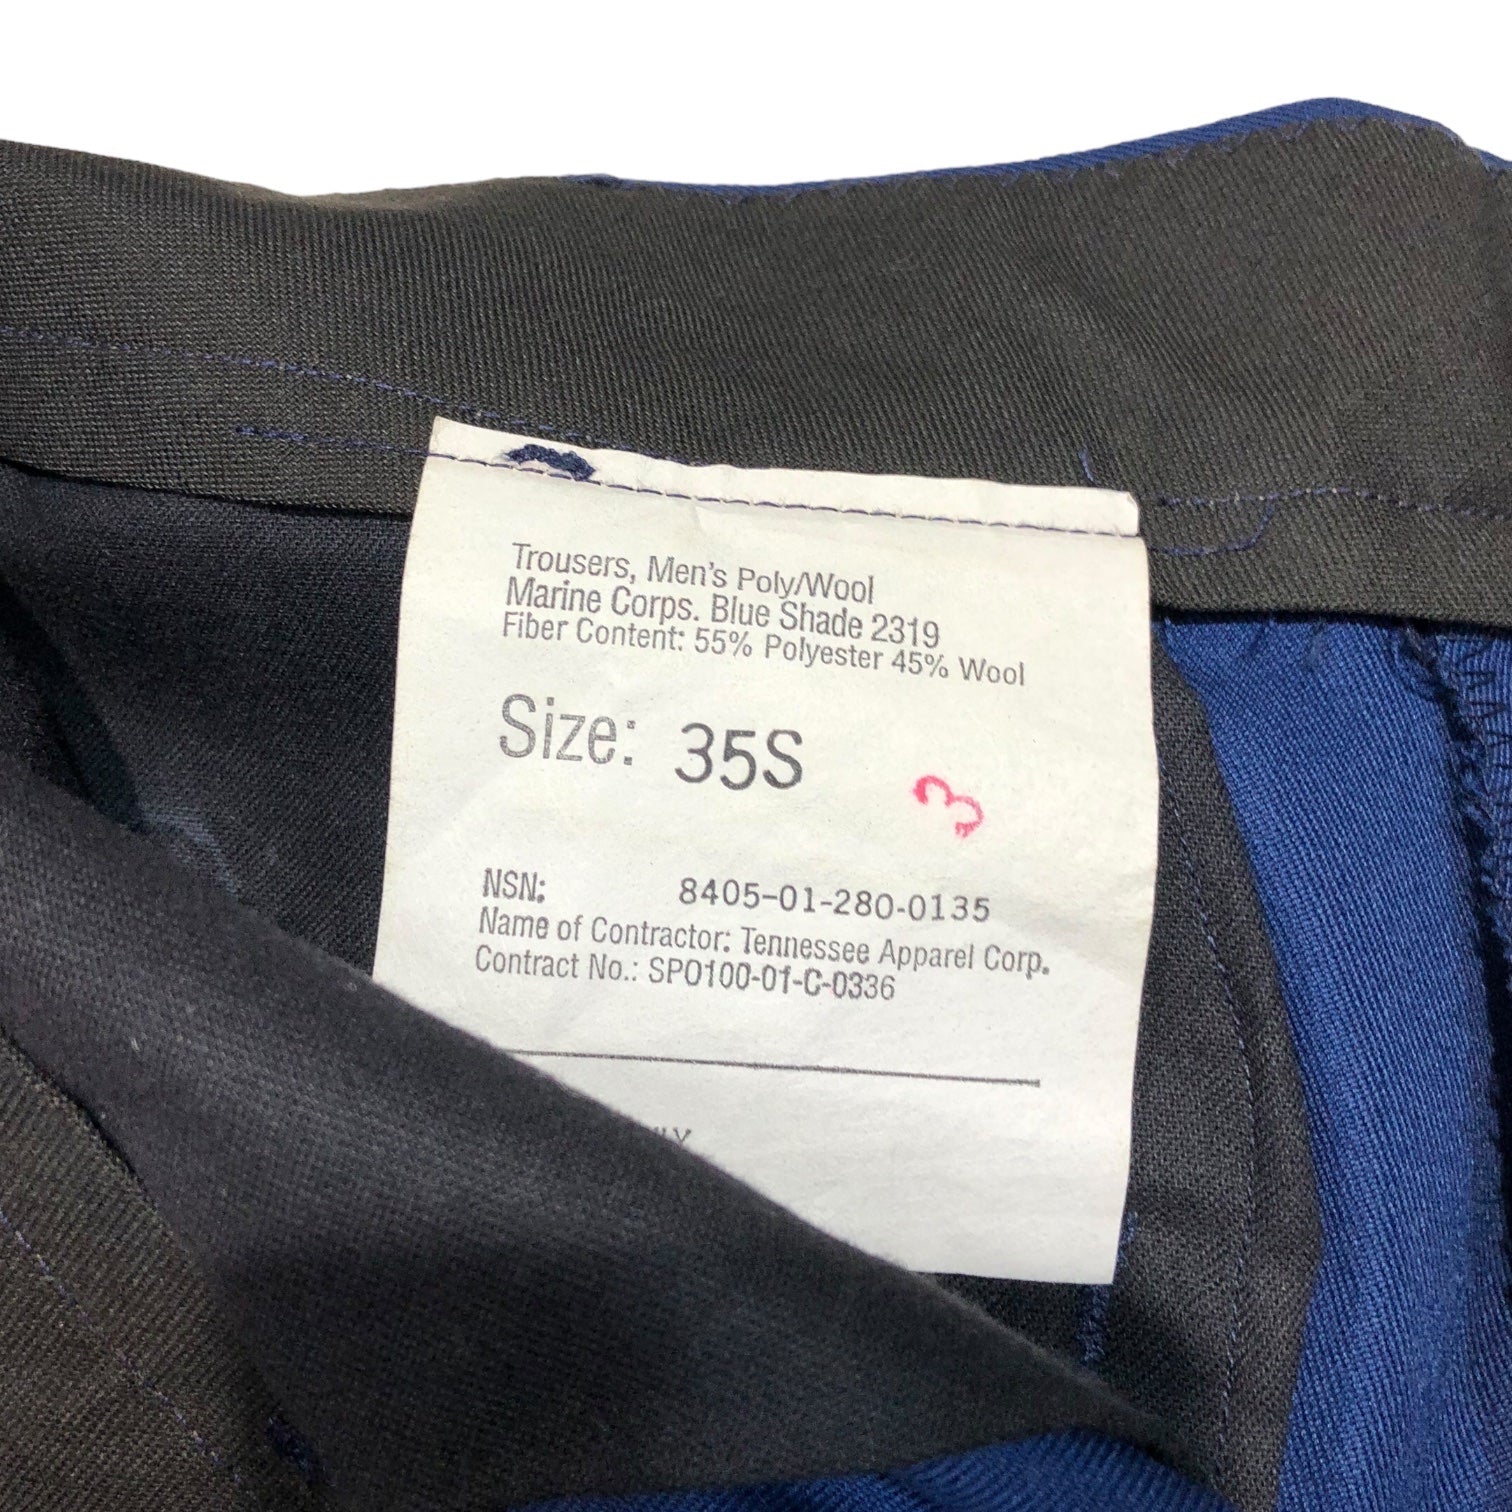 Trousers, Men's Poly/Wool
Marine Corps. Blue Shade 2319
Fiber Content: 55% Polyester 45% Wool
Size: 35S
3
NSN: 8405-01-280-0135
Name of Contractor: Tennessee Apparel Corp.
Contract No.: SPO100-01-C-0336